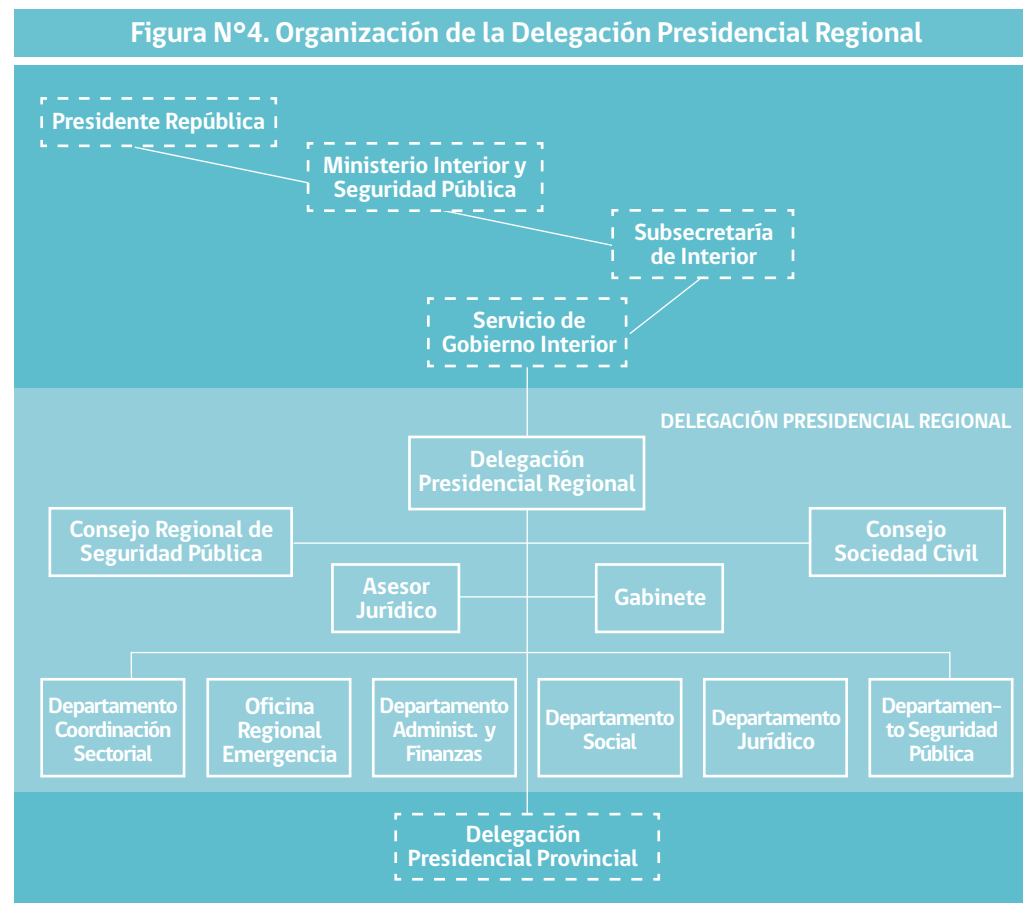 Figura N°4. Organización de la Delegación Presidencial Regional
Presidente República
Ministerio Interior y
Seguridad Pública
Subsecretaría
de Interior
Servicio de
Gobierno Interior
DELEGACIÓN PRESIDENCIAL REGIONAL
Delegación
Presidencial Regional
Consejo Regional de
Seguridad Pública
Consejo
Sociedad Civil
Asesor
Jurídico
Gabinete
Departamento
Coordinación
Sectorial
Oficina
Regional
Emergencia
Departamento
Administ. y
Finanzas
Departamento
Social
Departamento
Jurídico
Departamen-
to Seguridad
Pública
Delegación
Presidencial Provincial